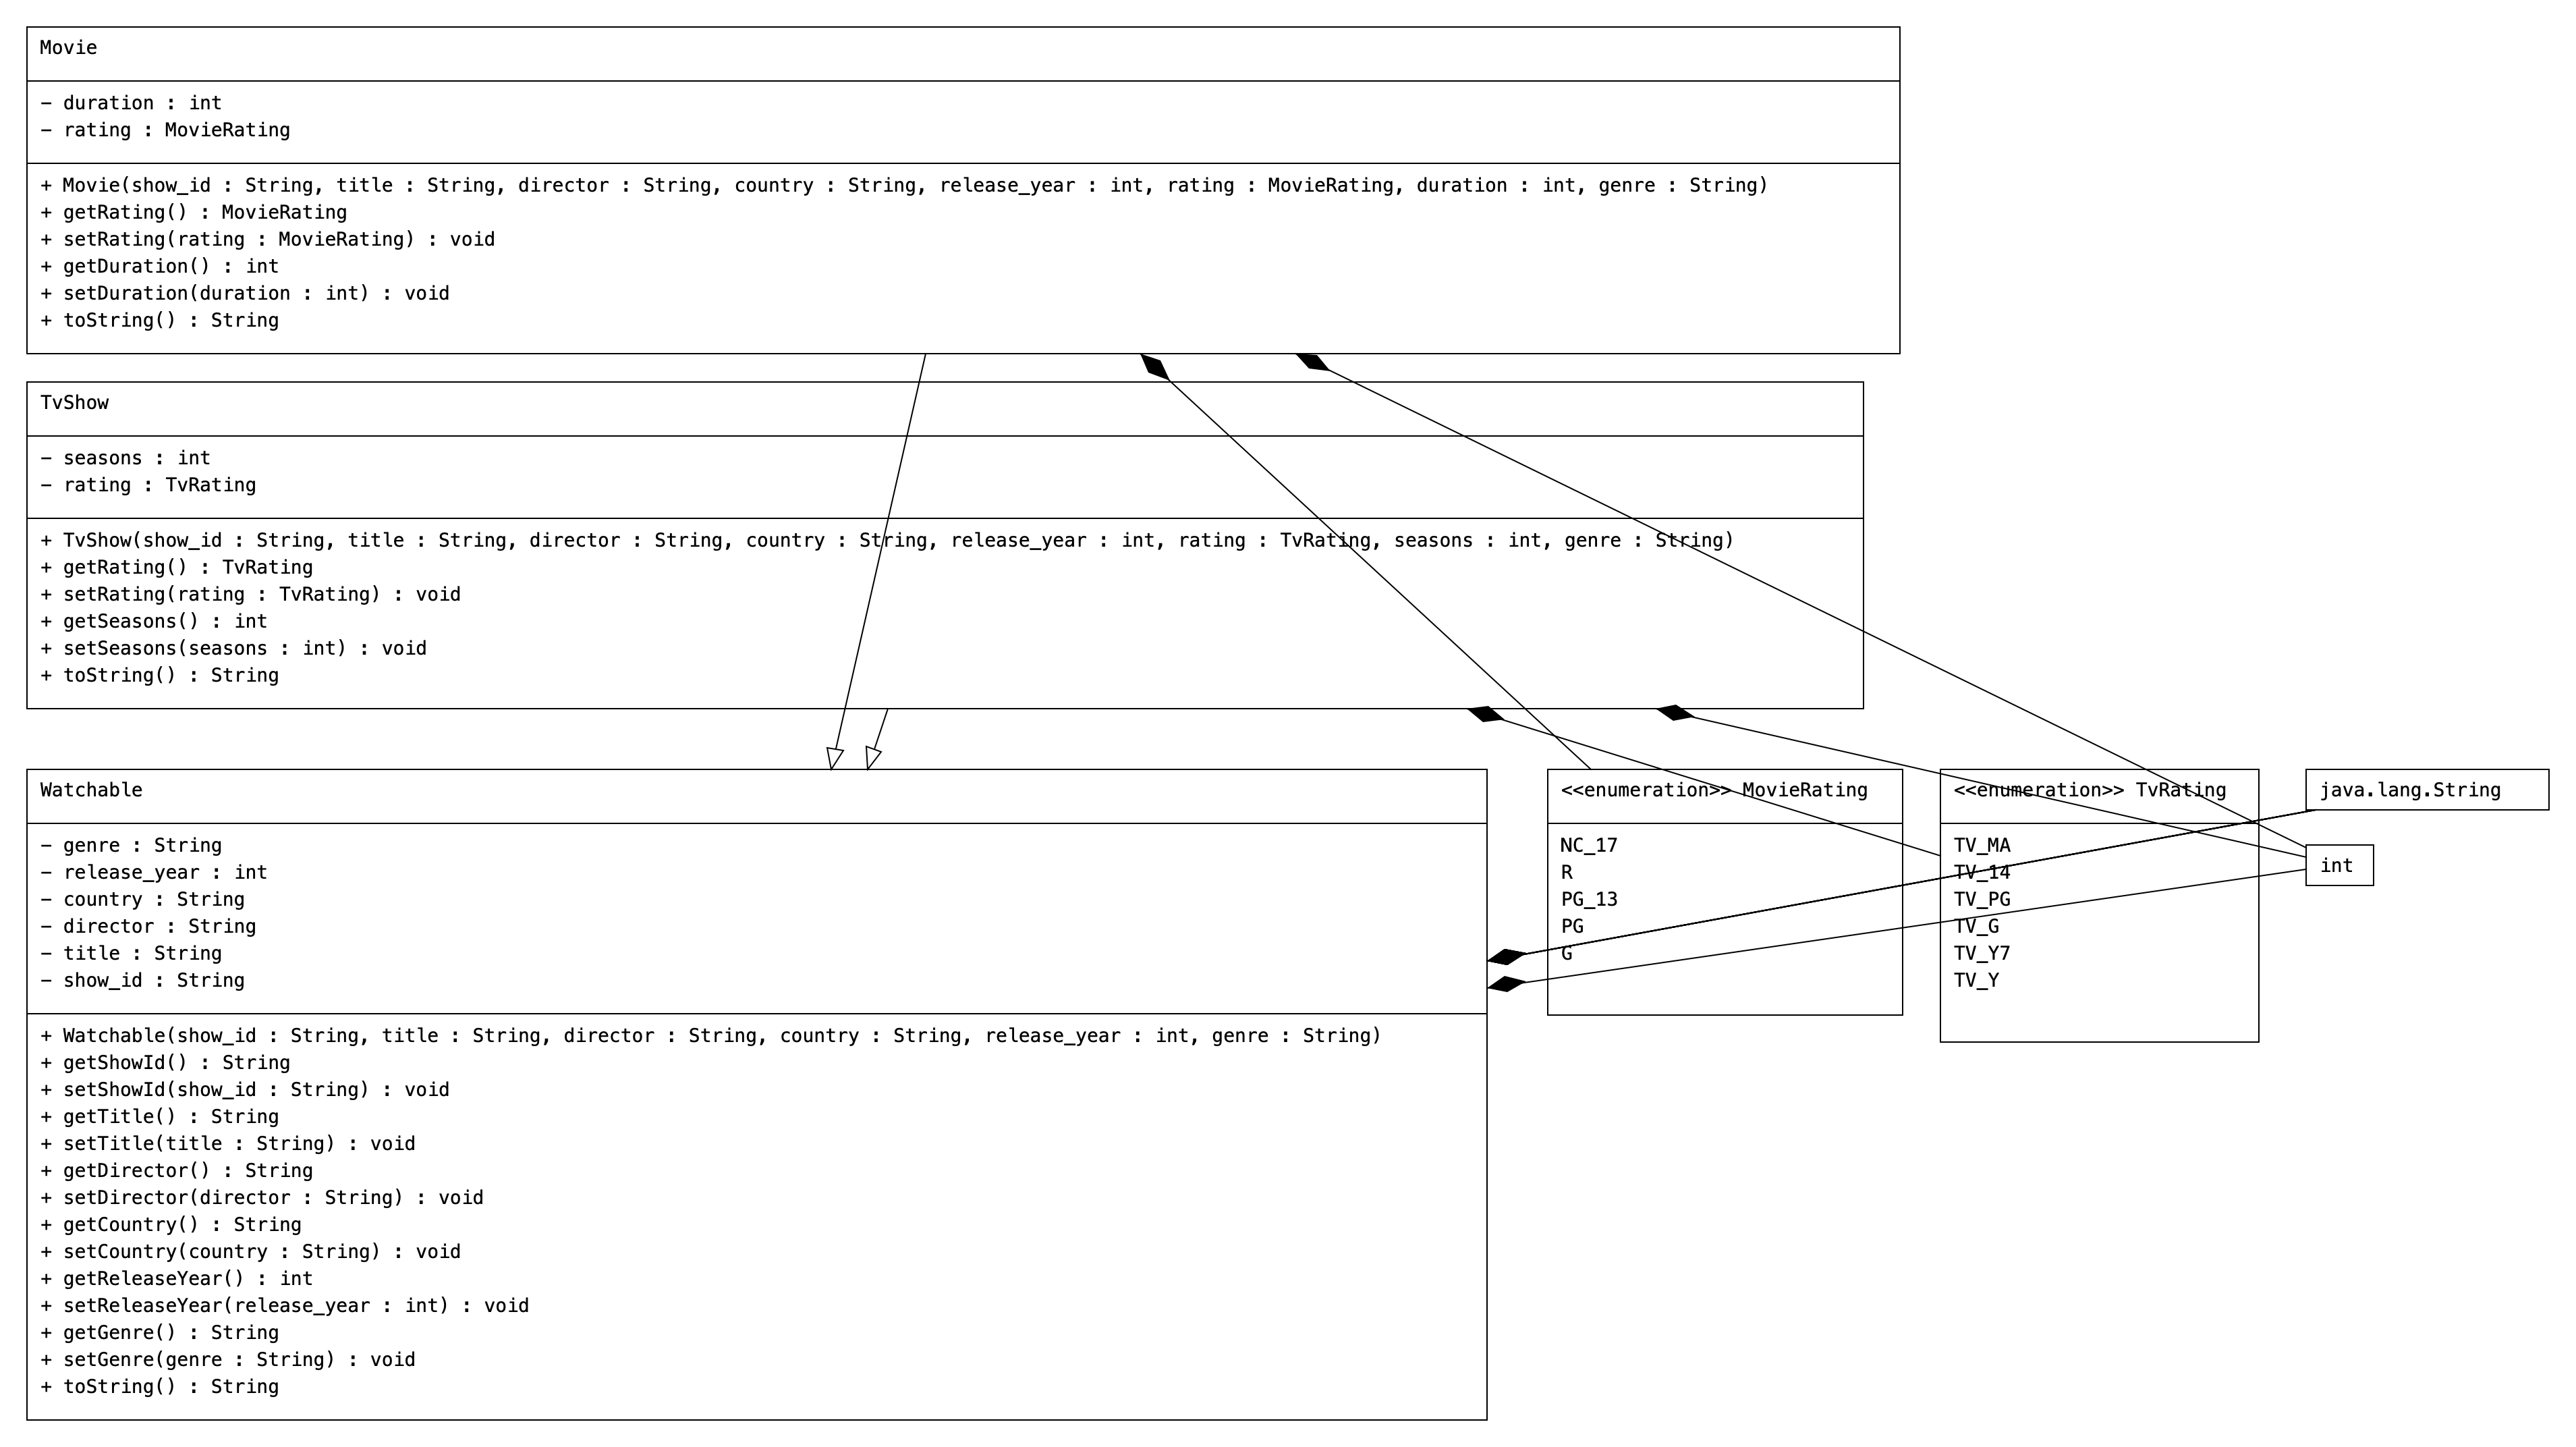 Movie
− duration : int
− rating : MovieRating
+ Movie(show_id : String, title : String, director : String, country : String, release_year : int, rating : MovieRating, duration : int, genre : String)
+ getRating() : MovieRating
+ setRating(rating : MovieRating) : void
+ getDuration() : int
+ setDuration(duration : int) : void
+ toString() : String
TvShow
− seasons : int
− rating : TvRating
+ TvShow(show_id : String, title : String, director : String, country : String, release_year : int, rating : TvRating, seasons : int, genre : String)
+ getRating() : TvRating
+ setRating(rating : TvRating) : void
+ getSeasons() : int
+ setSeasons(seasons : int) : void
+ toString() : String
Watchable
− genre : String
− release_year : int
− country : String
− director : String
− title : String
− show_id : String
+ Watchable(show_id : String, title : String, director : String, country : String, release_year : int, genre : String)
+ getShowId() : String
+ setShowId(show_id : String) : void
+ getTitle() : String
+ setTitle(title : String) : void
+ getDirector() : String
+ setDirector(director : String) : void
+ getCountry() : String
+ setCountry(country : String) : void
+ getReleaseYear() : int
+ setReleaseYear(release_year : int) : void
+ getGenre() : String
+ setGenre(genre : String) : void
+ toString() : String
<<enumeration>> MovieRating
NC_17
R
PG_13
PG
G
<<enumeration>> TvRating
TV_MA
TV_14
TV_PG
TV_G
TV_Y7
TV_Y
java.lang.String
int